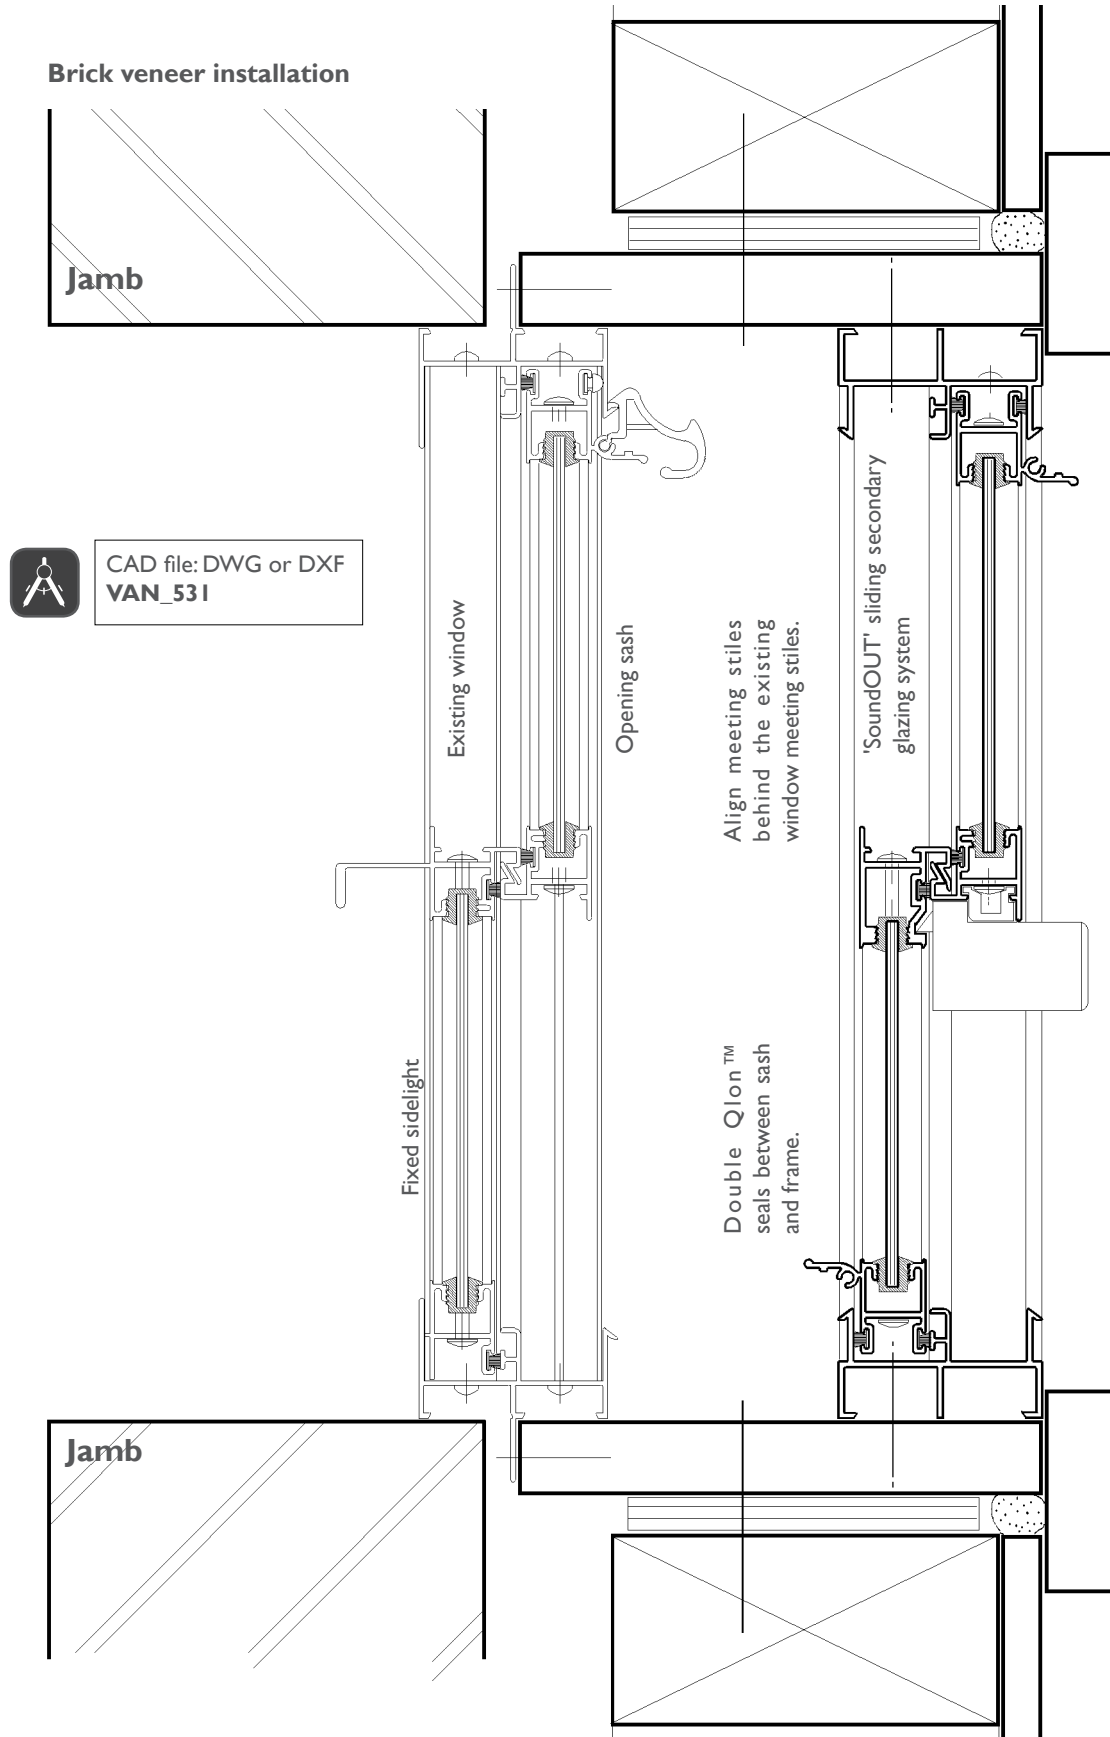 Brick veneer installation
Jamb
CAD file: DWG or DXF
VAN_531
Existing window
Opening sash
Align meeting stiles
behind the existing
window meeting stiles.
'SoundOUT' sliding secondary
glazing system
Fixed sidelight
Double Qlon™
seals between sash
and frame.
Jamb